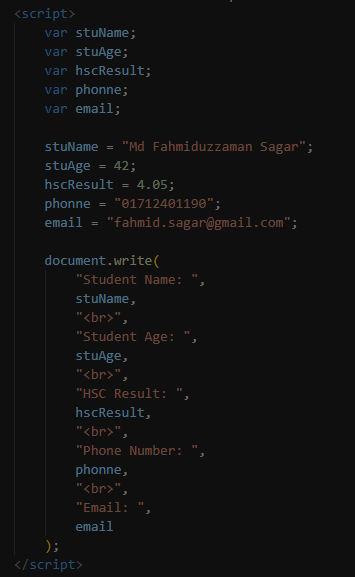 <script>
var stuName;
var stuAge;
var hscResult;
var phonne;
var email;
stuName = "Md Fahmiduzzaman Sagar";
stuAge = 42;
hscResult = 4.05;
phonne = "01712401190";
email = "fahmid.sagar@gmail.com";
document.write(
"Student Name: ",
stuName,
"<br>",
"Student Age: ",
stuAge,
"<br>",
"HSC Result: ",
hscResult,
"<br>",
"Phone Number: ",
phonne,
"<br>",
"Email: ",
email
);
</script>